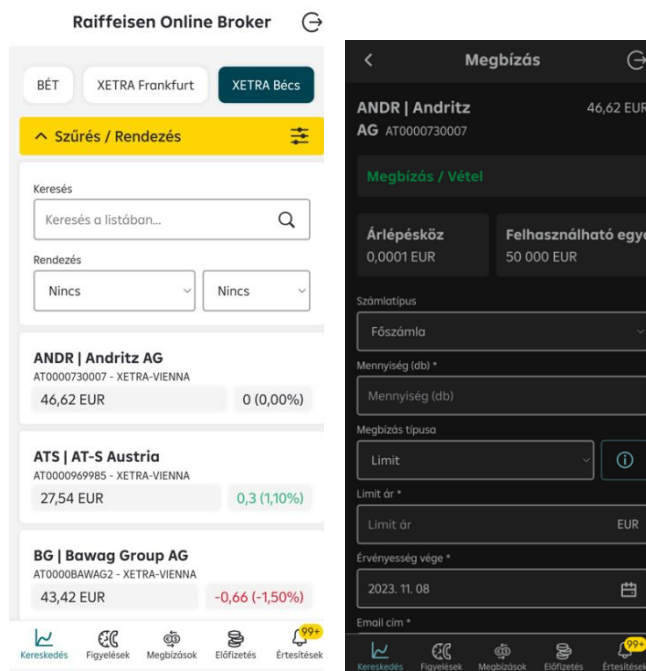 Raiffeisen Online Broker
BÉT
XETRA Frankfurt
XETRA Bécs
Szűrés / Rendezés
Keresés
Keresés a listában...
Rendezés
Nincs
Nincs
ANDR | Andritz AG
AT0000730007 - XETRA-VIENNA
46,62 EUR
0 (0,00%)
ATS | AT-S Austria
AT0000969985 - XETRA-VIENNA
27,54 EUR
0,3 (1,10%)
BG | Bawag Group AG
AT0000BAWAG2 - XETRA-VIENNA
43,42 EUR
-0,66 (-1,50%)
99+
Kereskedés
Figyelések
Megbízások
Előfizetés
Értesítések
Megbízás
ANDR | Andritz
AG AT0000730007
46,62 EUR
Megbízás / Vétel
Árlépésköz
0,0001 EUR
Felhasználható egye
50 000 EUR
Számlatípus
Főszámla
Mennyiség (db) *
Mennyiség (db)
Megbízás típusa
Limit
Limit ár *
Limit ár
EUR
Érvényesség vége *
2023. 11. 08
Email cím *
99+
Kereskedés
Figyelések
Megbízások
Előfizetés
Értesítések